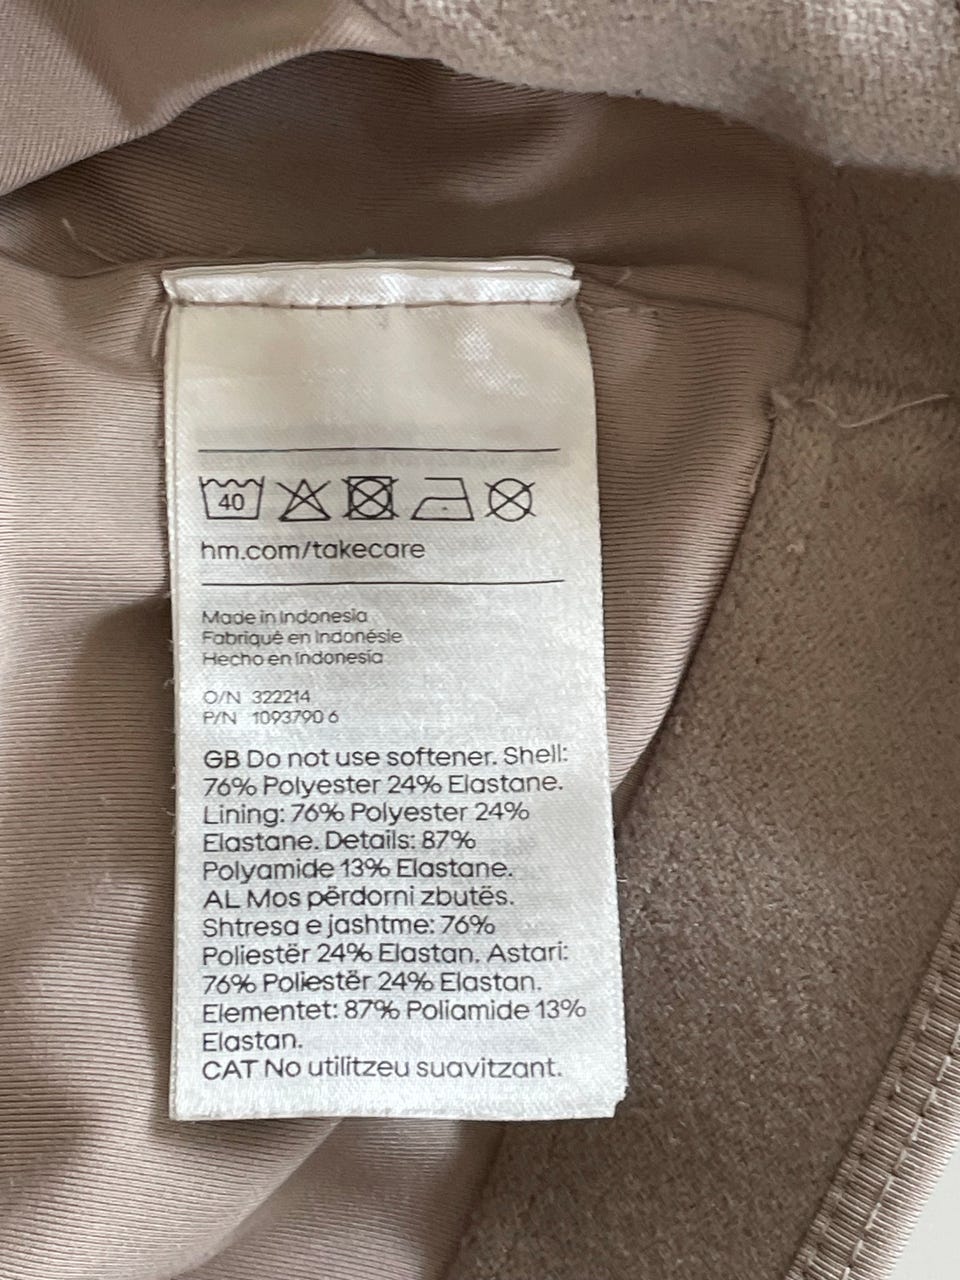 40
hm.com/takecare
Made in Indonesia
Fabriqué en Indonésie
Hecho en Indonesia
O/N 322214
P/N 1093790 6
GB Do not use softener. Shell:
76% Polyester 24% Elastane.
Lining: 76% Polyester 24%
Elastane. Details: 87%
Polyamide 13% Elastane.
AL Mos përdorni zbutës.
Shtresa e jashtme: 76%
Poliestër 24% Elastan. Astari:
76% Poliestër 24% Elastan.
Elementet: 87% Poliamide 13%
Elastan.
CAT No utilitzeu suavitzant.